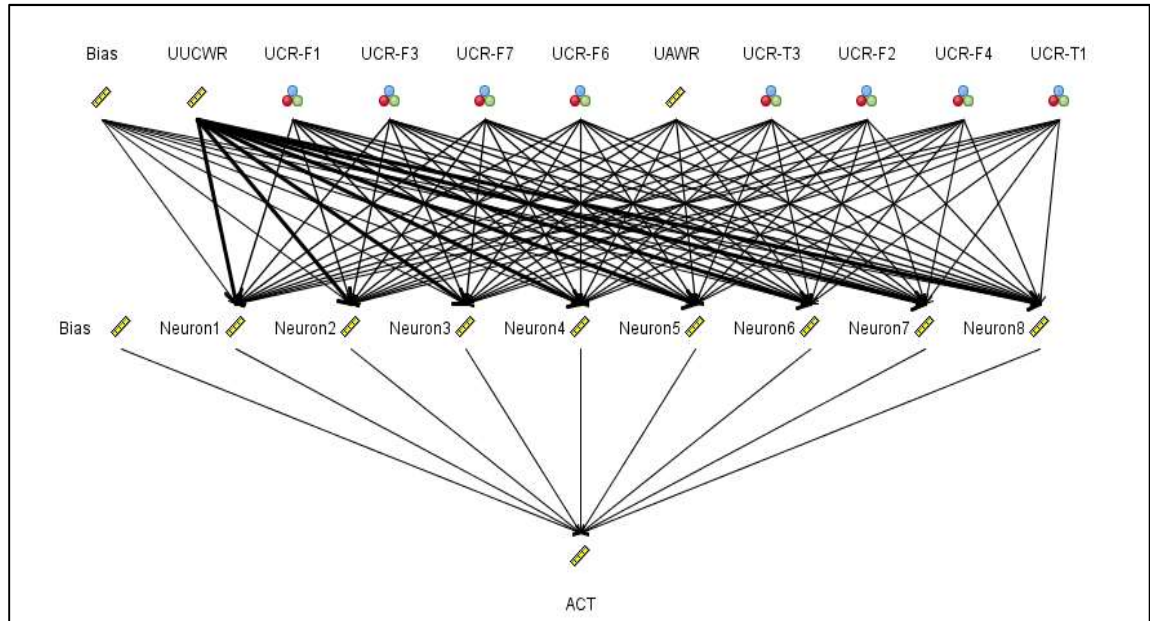 Bias UUCWR UCR-F1 UCR-F3 UCR-F7 UCR-F6 UAWR UCR-T3 UCR-F2 UCR-F4 UCR-T1
Bias Neuron1 Neuron2 Neuron3 Neuron4 Neuron5 Neuron6 Neuron7 Neuron8
ACT